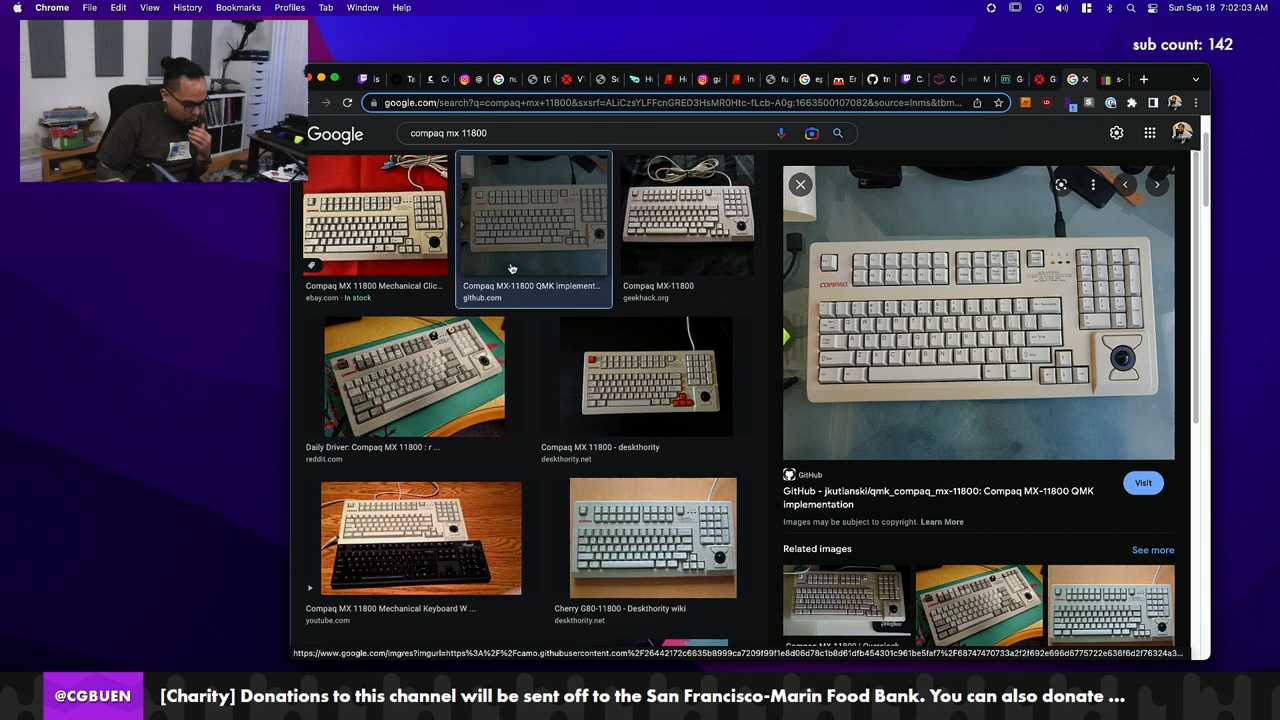 Chrome File Edit View History Bookmarks Profiles Tab Window Help Sun Sep 18 7:02:03 AM
sub count: 142
google.com/search?q=compaq+mx+11800&sxsrf=ALiCzsYLFFcnGRED3HsMR0Htc-fLcb-A0g:1663500107082&source=lnms&tbm...
Google
compaq mx 11800
Compaq MX 11800 Mechanical Clic...
ebay.com · In stock
Compaq MX-11800 QMK implement...
github.com
Compaq MX-11800
geekhack.org
COMPAQ
Daily Driver: Compaq MX 11800 : r ...
reddit.com
Compaq MX 11800 - deskthority
deskthority.net
GitHub
GitHub - jkutianski/qmk_compaq_mx-11800: Compaq MX-11800 QMK
implementation
Visit
Images may be subject to copyright. Learn More
Related images
See more
Compaq MX 11800 Mechanical Keyboard W ...
youtube.com
Cherry G80-11800 - Deskthority wiki
deskthority.net
@CGBUEN
[Charity] Donations to this channel will be sent off to the San Francisco-Marin Food Bank. You can also donate ...